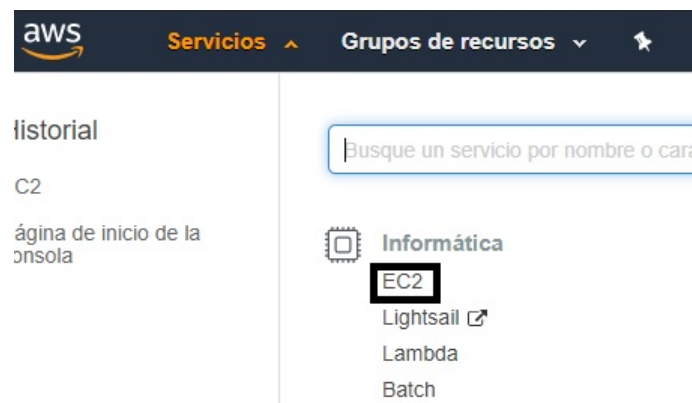 aws Servicios Grupos de recursos
Historial
C2
ágina de inicio de la
onsola
Busque un servicio por nombre o cara
Informática
EC2
Lightsail
Lambda
Batch